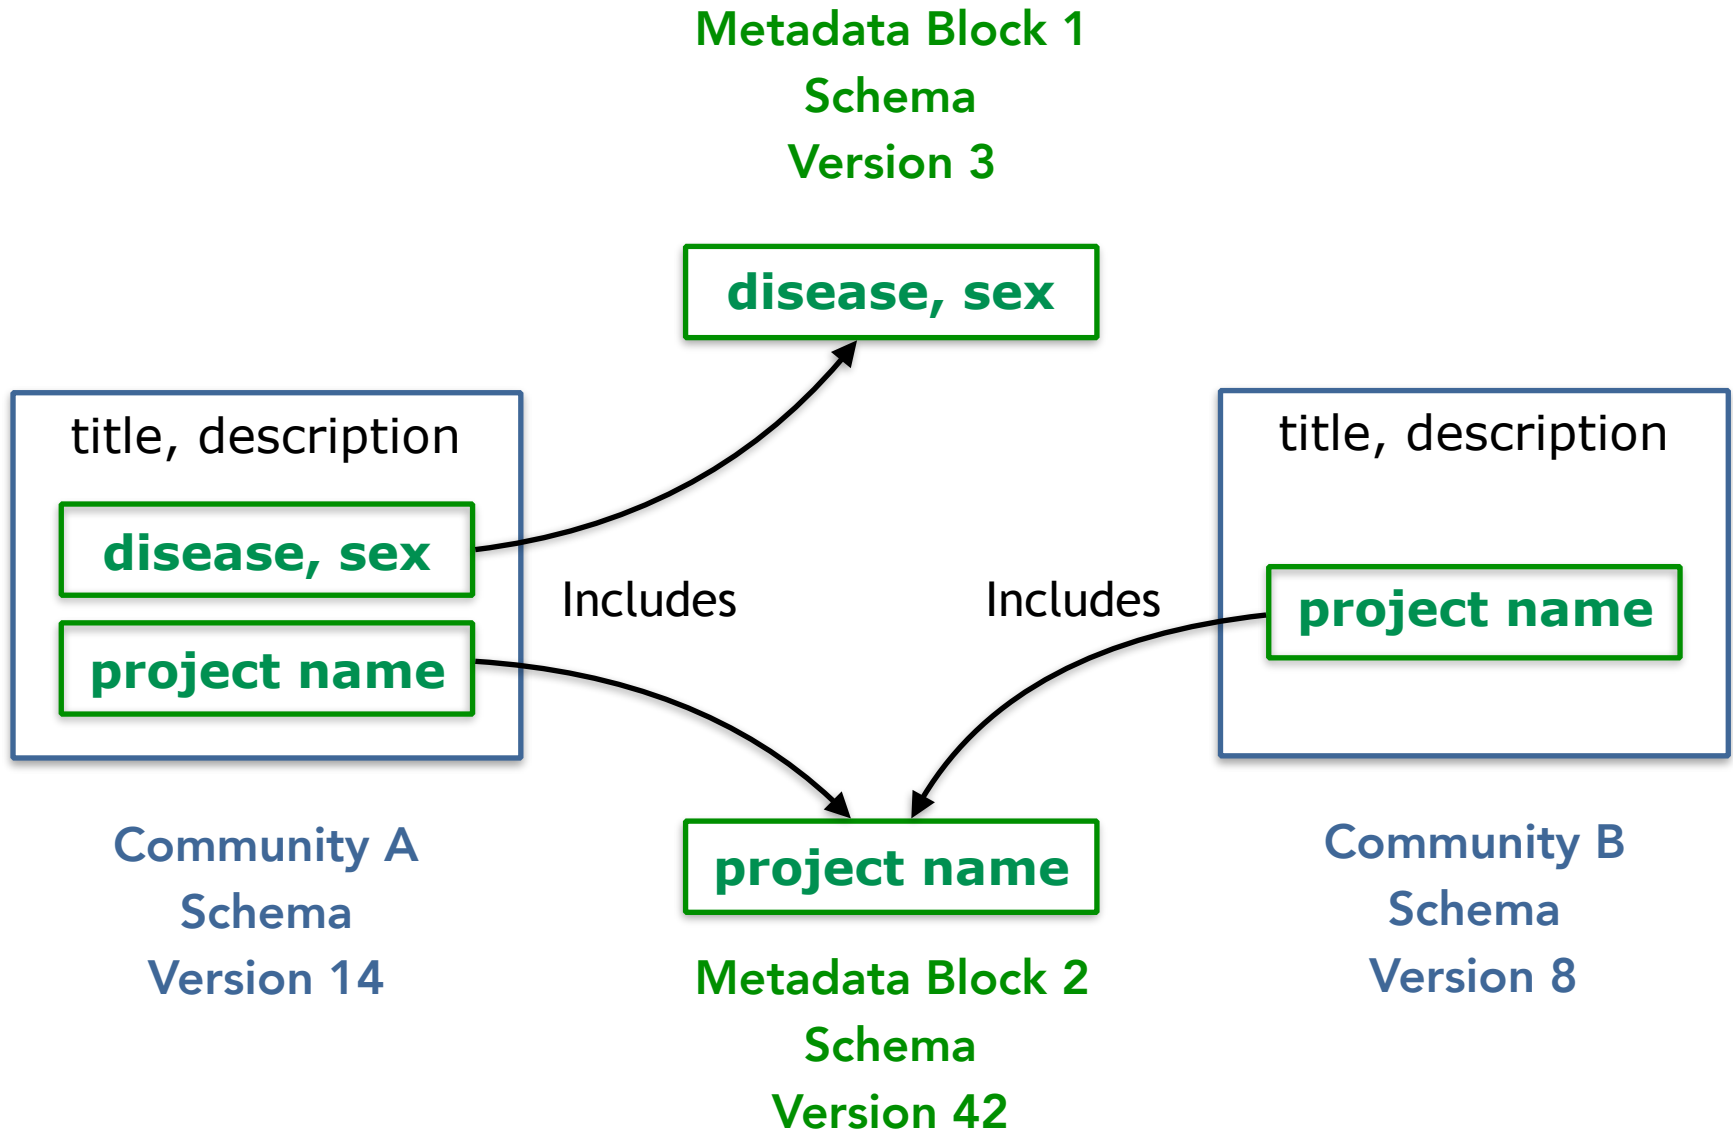 Metadata Block 1
Schema
Version 3
disease, sex
title, description
disease, sex
project name
Community A
Schema
Version 14
Includes
Includes
title, description
project name
Community B
Schema
Version 8
project name
Metadata Block 2
Schema
Version 42